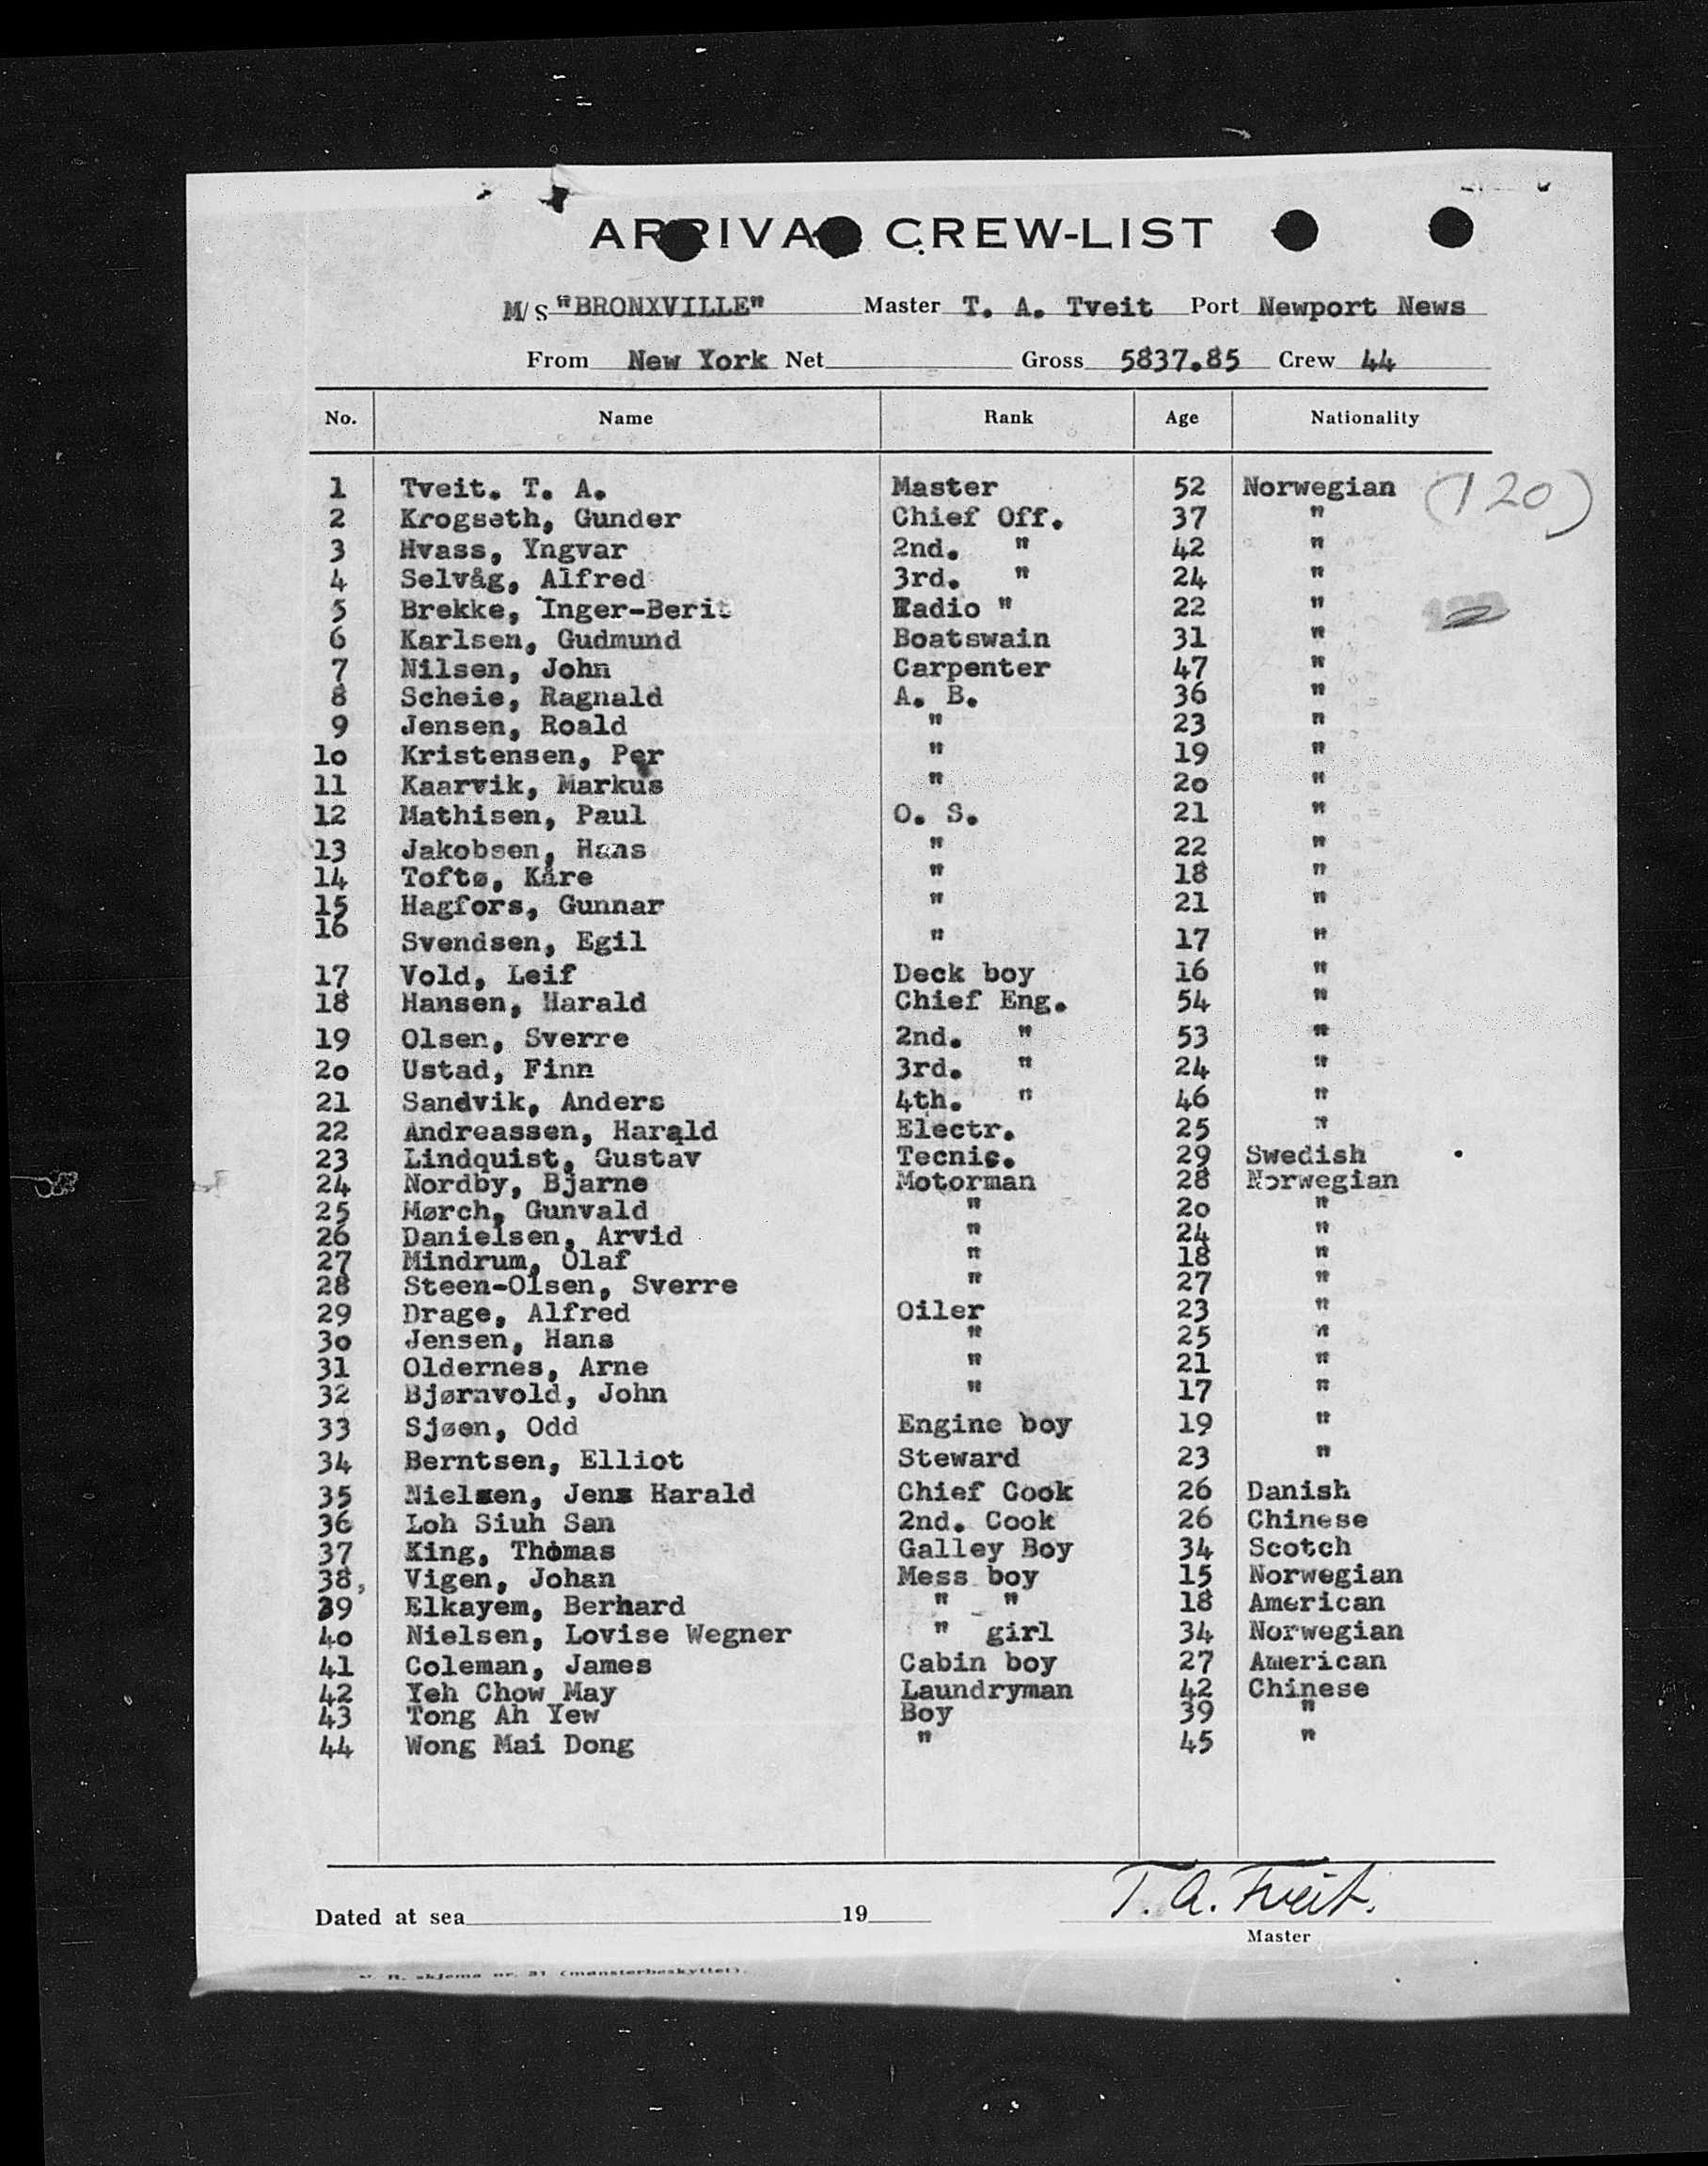 ARRIVAL CREW-LIST
M/S "BRONXVILLE" Master T. A. Tveit Port Newport News
From New York Net Gross 5837.85 Crew 44
No. Name Rank Age Nationality
1 Tveit. T. A. Master 52 Norwegian (120)
2 Krogseth, Gunder Chief Off. 37 "
3 Hvass, Yngvar 2nd. " 42 "
4 Selvåg, Alfred 3rd. " 24 "
5 Brekke, Inger-Berit Radio " 22 "
6 Karlsen, Gudmund Boatswain 31 "
7 Nilsen, John Carpenter 47 "
8 Scheie, Ragnald A. B. 36 "
9 Jensen, Roald " 23 "
1o Kristensen, Per " 19 "
11 Kaarvik, Markus " 2o "
12 Mathisen, Paul O. S. 21 "
13 Jakobsen, Hans " 22 "
14 Toftø, Kåre " 18 "
15 Hagfors, Gunnar " 21 "
16 Svendsen, Egil " 17 "
17 Vold, Leif Deck boy 16 "
18 Hansen, Harald Chief Eng. 54 "
19 Olsen, Sverre 2nd. " 53 "
2o Ustad, Finn 3rd. " 24 "
21 Sandvik, Anders 4th. " 46 "
22 Andreassen, Harald Electr. 25 "
23 Lindquist, Gustav Tecnic. 29 Swedish
24 Nordby, Bjarne Motorman 28 Norwegian
25 Mørch, Gunvald " 2o "
26 Danielsen, Arvid " 24 "
27 Mindrum, Olaf " 18 "
28 Steen-Olsen, Sverre " 27 "
29 Drage, Alfred Oiler 23 "
3o Jensen, Hans " 25 "
31 Oldernes, Arne " 21 "
32 Bjørnvold, John " 17 "
33 Sjøen, Odd Engine boy 19 "
34 Berntsen, Elliot Steward 23 "
35 Nielsen, Jens Harald Chief Cook 26 Danish
36 Loh Siuh San 2nd. Cook 26 Chinese
37 King, Thomas Galley Boy 34 Scotch
38, Vigen, Johan Mess boy 15 Norwegian
39 Elkayem, Berhard " " 18 American
4o Nielsen, Lovise Wegner " girl 34 Norwegian
41 Coleman, James Cabin boy 27 American
42 Yeh Chow May Laundryman 42 Chinese
43 Tong Ah Yew Boy 39 "
44 Wong Mai Dong " 45 "
Dated at sea 19 T. A. Tveit.
Master
R. skjema nr. 31 (mønsterbeskyttet).